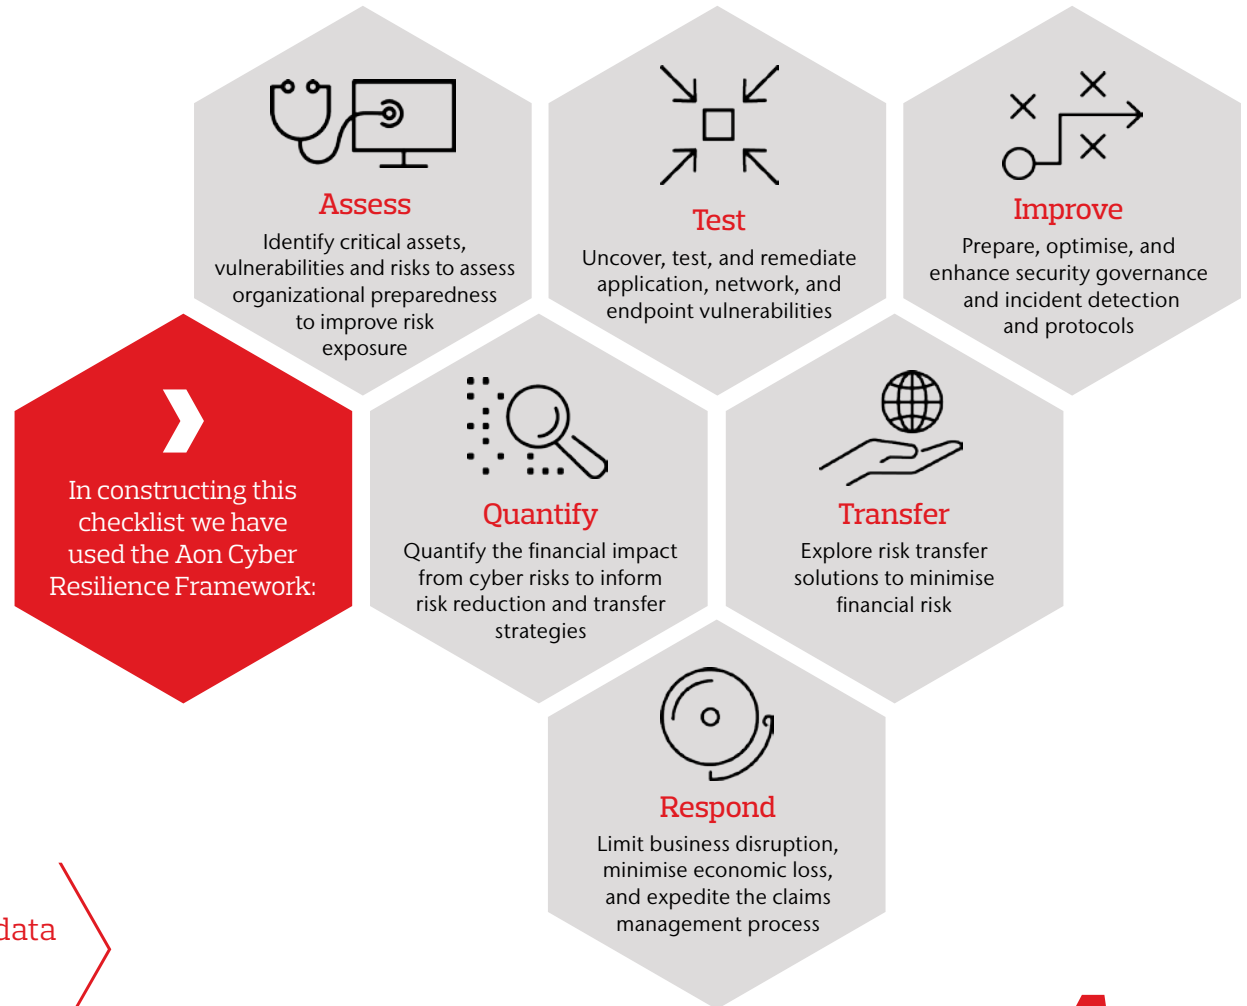 Assess
Identify critical assets,
vulnerabilities and risks to assess
organizational preparedness
to improve risk
exposure
Test
Uncover, test, and remediate
application, network, and
endpoint vulnerabilities
Improve
Prepare, optimise, and
enhance security governance
and incident detection
and protocols
In constructing this
checklist we have
used the Aon Cyber
Resilience Framework:
Quantify
Quantify the financial impact
from cyber risks to inform
risk reduction and transfer
strategies
Transfer
Explore risk transfer
solutions to minimise
financial risk
Respond
Limit business disruption,
minimise economic loss,
and expedite the claims
management process
data